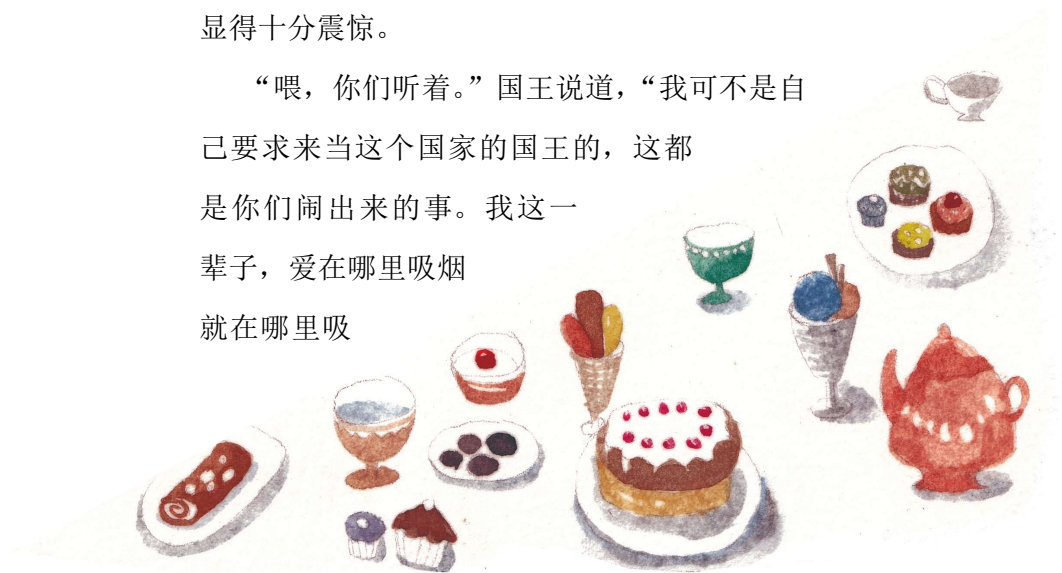 显得十分震惊。
“喂，你们听着。”国王说道，“我可不是自
己要求来当这个国家的国王的，这都
是你们闹出来的事。我这一
辈子，爱在哪里吸烟
就在哪里吸